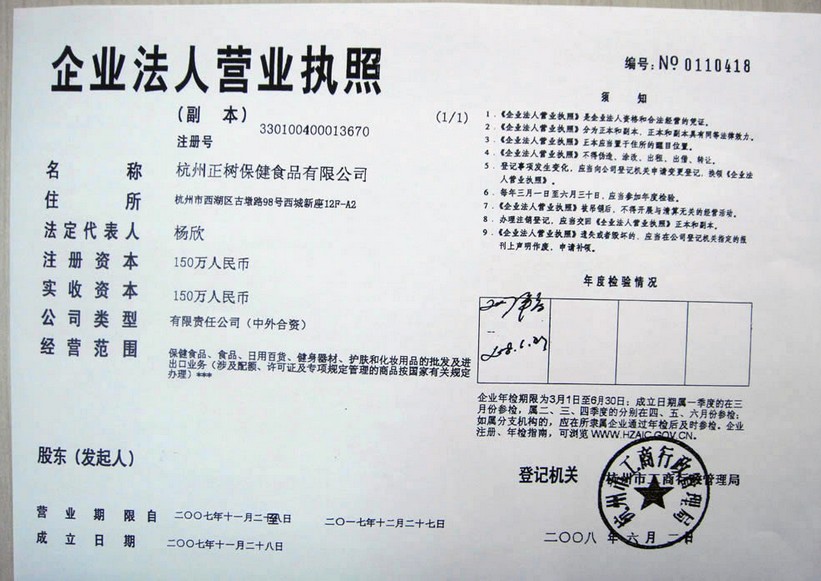 企业法人营业执照
(副 本)
(1/1)
注册号 330100400013670
名 称 杭州正树保健食品有限公司
住 所 杭州市西湖区古墩路98号西城新座12F-A2
法定代表人 杨欣
注册资本 150万人民币
实收资本 150万人民币
公司类型 有限责任公司(中外合资)
经营范围 保健食品、食品、日用百货、健身器材、护肤和化妆用品的批发及进
出口业务(涉及配额、许可证及专项规定管理的商品按国家有关规定
办理)***
股东(发起人)
营业期限自 二〇〇七年十一月二十八日 至 二〇一七年十二月二十七日
成立日期 二〇〇七年十一月二十八日
编号:No 0110418
须 知
1.《企业法人营业执照》是企业法人资格和合法经营的凭证。
2.《企业法人营业执照》分为正本和副本,正本和副本具有同等法律效力。
3.《企业法人营业执照》正本应当置于住所的醒目位置。
4.《企业法人营业执照》不得伪造、涂改、出租、出借、转让。
5.登记事项发生变化,应当向公司登记机关申请变更登记,换领《企业法
人营业执照》。
6.每年三月一日至六月三十日,应当参加年度检验。
7.《企业法人营业执照》被吊销后,不得开展与清算无关的经营活动。
8.办理注销登记,应当交回《企业法人营业执照》正本和副本。
9.《企业法人营业执照》遗失或者毁坏的,应当在公司登记机关指定的报
刊上声明作废,申请补领。
年度检验情况
企业年检期限为3月1日至6月30日;成立日期属一季度的在三
月份参检,属二、三、四季度的分别在四、五、六月份参检;
如属分支机构的,应在所隶属企业通过年检后及时参检。企业
注册、年检指南,可浏览 WWW.HZAIC.GOV.CN。
登记机关 杭州市工商行政管理局
杭州市工商行政管理局
二〇〇八 年 六 月 二 日